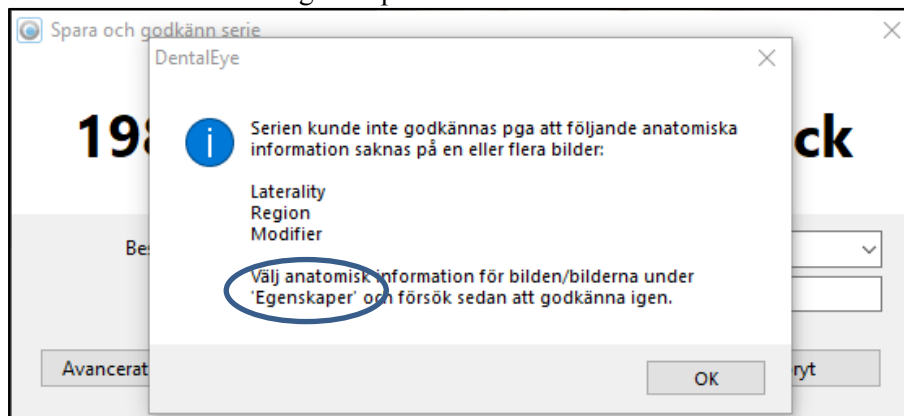 Spara och godkänn serie
DentalEye
198
ck
Serien kunde inte godkännas pga att följande anatomiska
information saknas på en eller flera bilder:
Laterality
Region
Modifier
Välj anatomisk information för bilden/bilderna under
'Egenskaper' och försök sedan att godkänna igen.
Be
Avancerat
OK
ryt